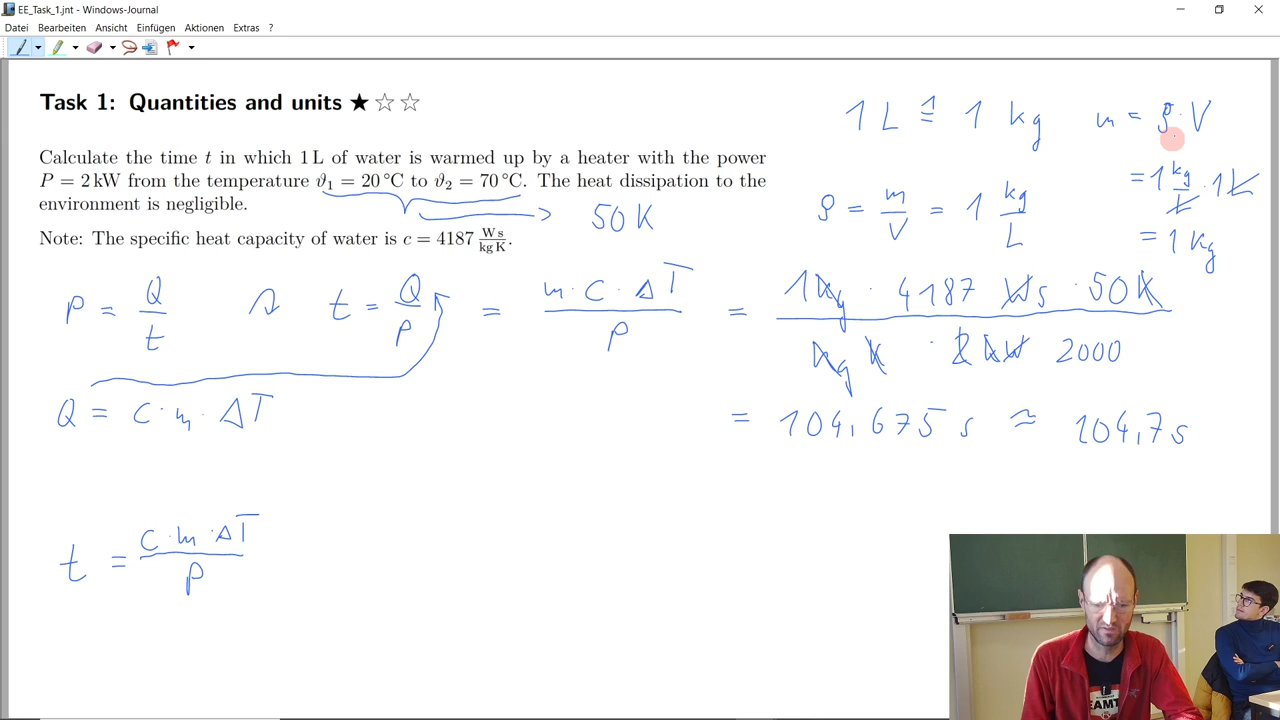 EE_Task_1.jnt - Windows-Journal
Datei Bearbeiten Ansicht Einfügen Aktionen Extras ?
Task 1: Quantities and units ★☆☆
Calculate the time t in which 1 L of water is warmed up by a heater with the power
P = 2 kW from the temperature ϑ₁ = 20 °C to ϑ₂ = 70 °C. The heat dissipation to the
environment is negligible.
Note: The specific heat capacity of water is c = 4187 Ws/kg K.
50 K
1 L ≙ 1 kg
m = ρ · V
= 1 kg/L · 1 L
= 1 kg
ρ = m/V = 1 kg/L
P = Q/t ⇝ t = Q/P = m · c · ΔT / P = 1 kg · 4187 Ws · 50 K / kg K · 2 kW 2000
Q = c · m · ΔT
= 104,675 s ≈ 104,7 s
t = c · m · ΔT / P